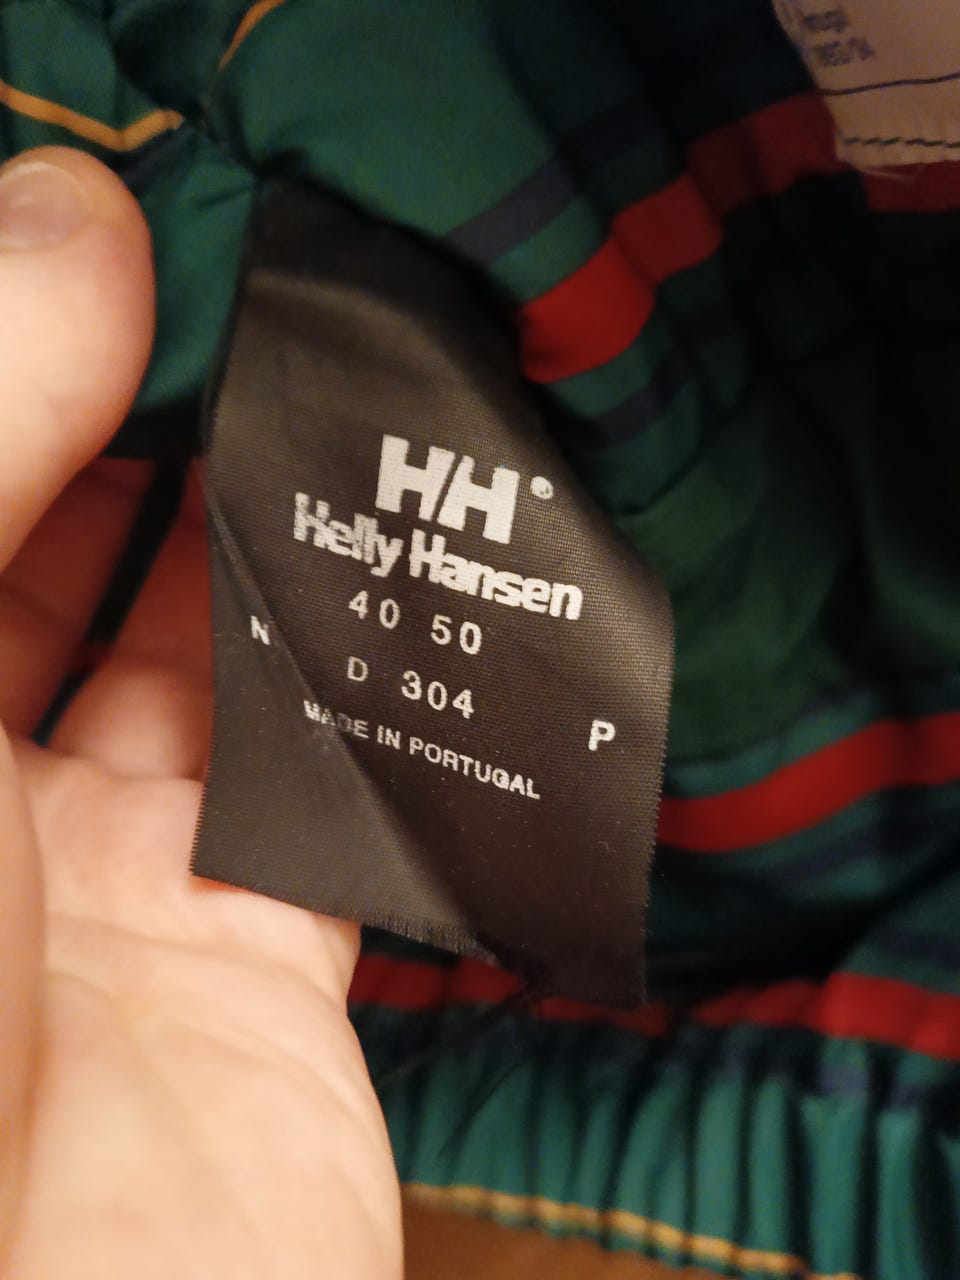 HH®
Helly Hansen
40 50
N D 304 P
MADE IN PORTUGAL